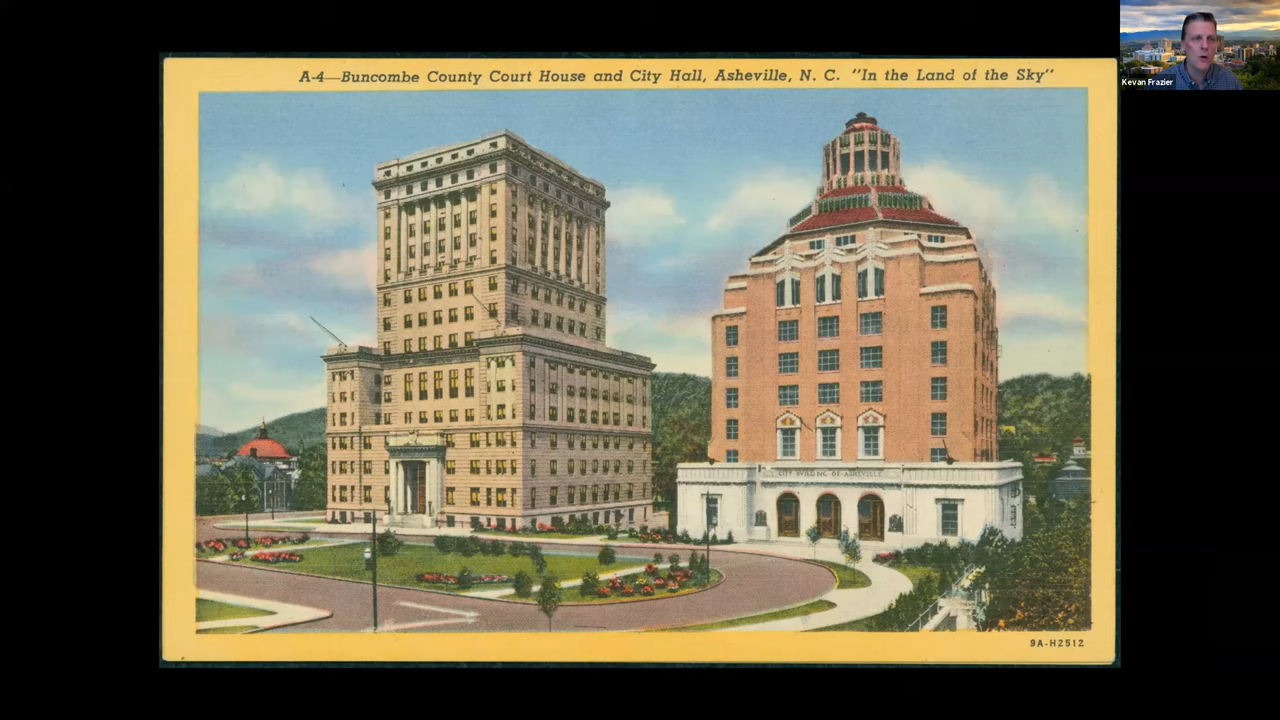 A-4—Buncombe County Court House and City Hall, Asheville, N. C. "In the Land of the Sky"
Kevan Frazier
CITY BUILDING OF ASHEVILLE
9A-H2512